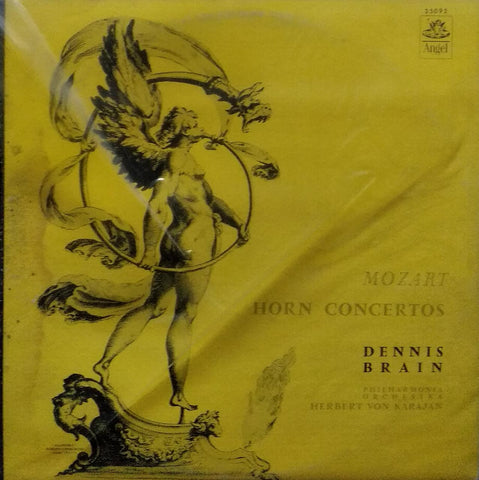 35092
Angel
MOZART
HORN CONCERTOS
DENNIS
BRAIN
PHILHARMONIA
ORCHESTRA
HERBERT VON KARAJAN